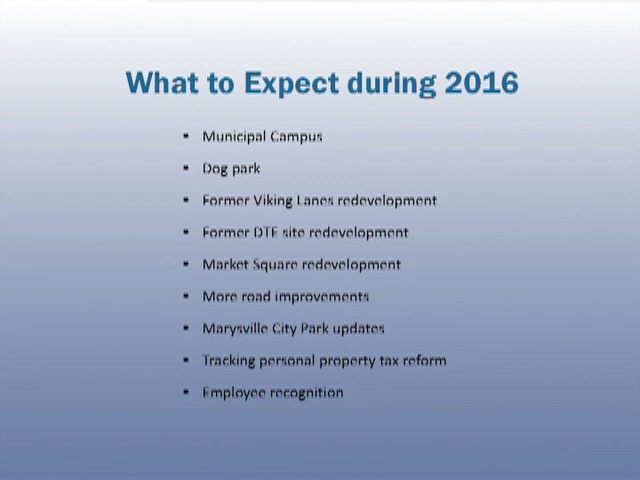 What to Expect during 2016
▪ Municipal Campus
▪ Dog park
▪ Former Viking Lanes redevelopment
▪ Former DTE site redevelopment
▪ Market Square redevelopment
▪ More road improvements
▪ Marysville City Park updates
▪ Tracking personal property tax reform
▪ Employee recognition